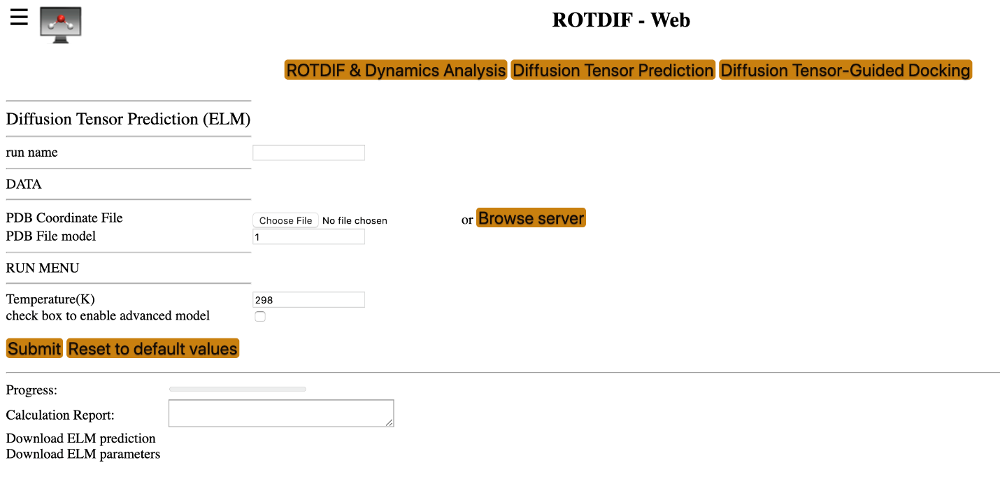 ROTDIF - Web
ROTDIF & Dynamics Analysis Diffusion Tensor Prediction Diffusion Tensor-Guided Docking
Diffusion Tensor Prediction (ELM)
run name
DATA
PDB Coordinate File Choose File No file chosen or Browse server
PDB File model 1
RUN MENU
Temperature(K) 298
check box to enable advanced model
Submit Reset to default values
Progress:
Calculation Report:
Download ELM prediction
Download ELM parameters